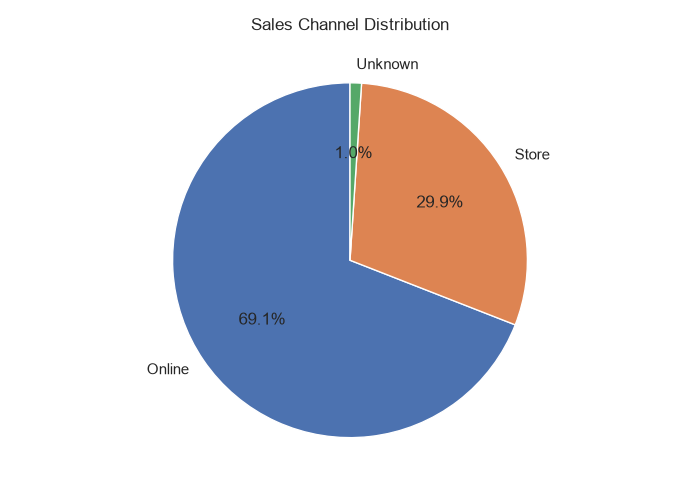 Sales Channel Distribution
Unknown
1.0%
Store
29.9%
69.1%
Online